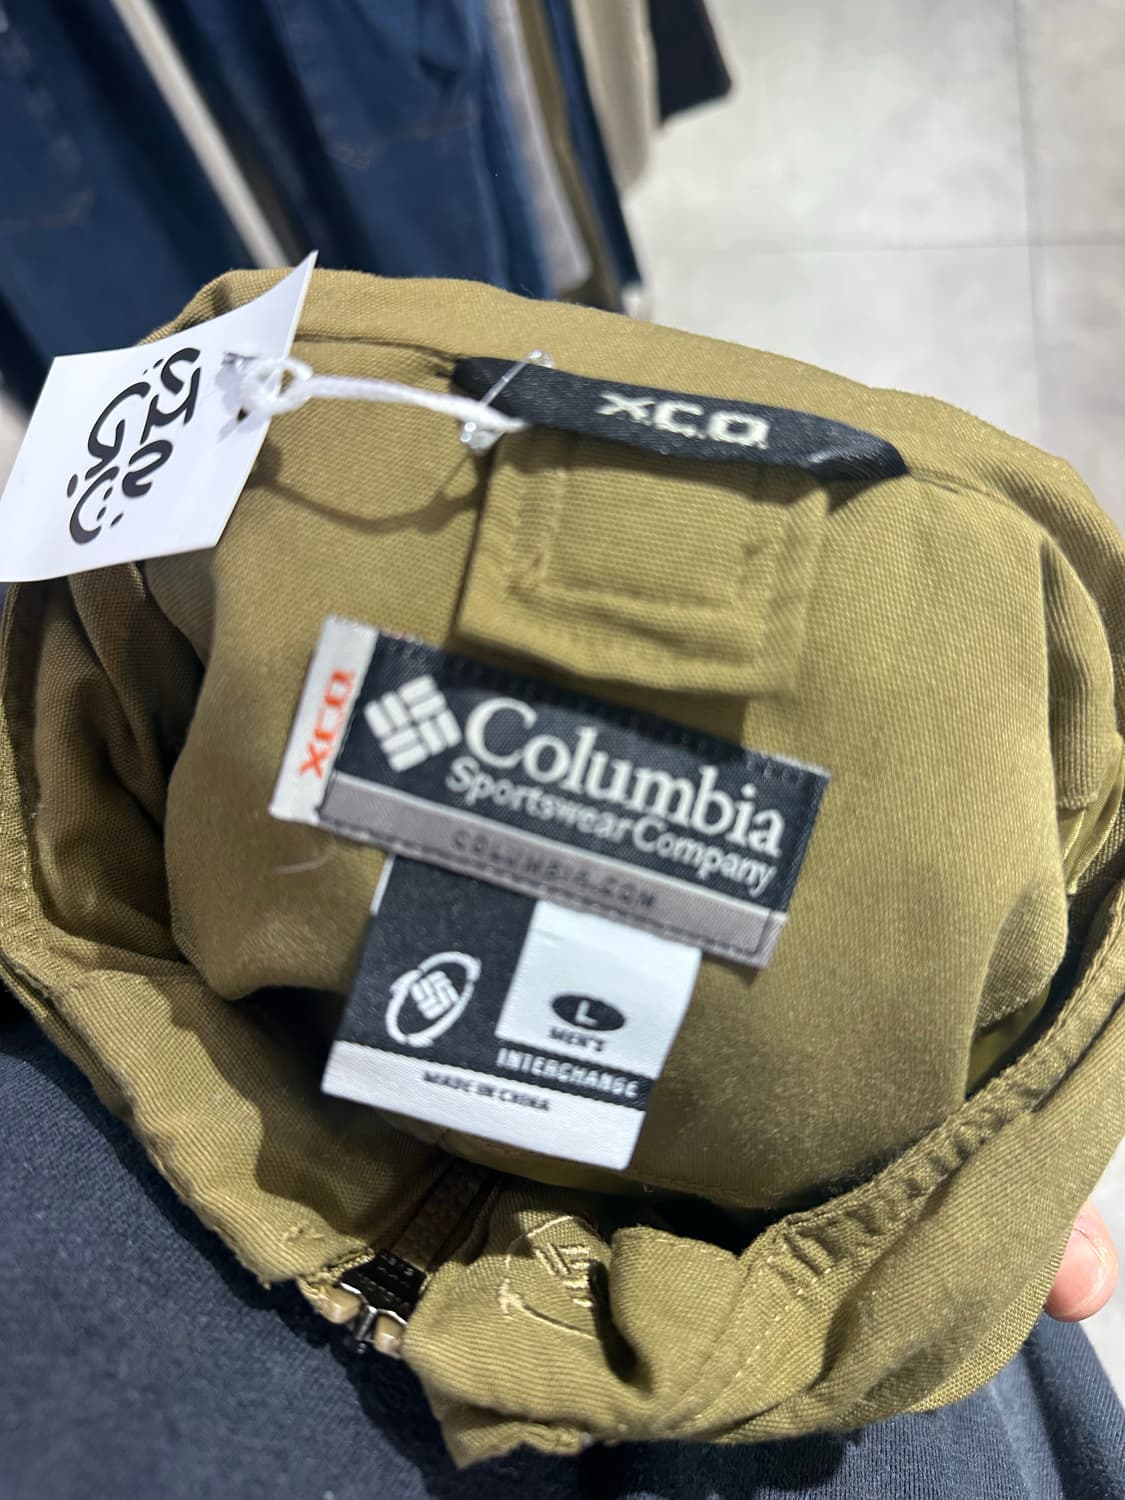 X.C.O.
XCO
Columbia
Sportswear Company
COLUMBIA.COM
L
MEN'S
INTERCHANGE
MADE IN CHINA